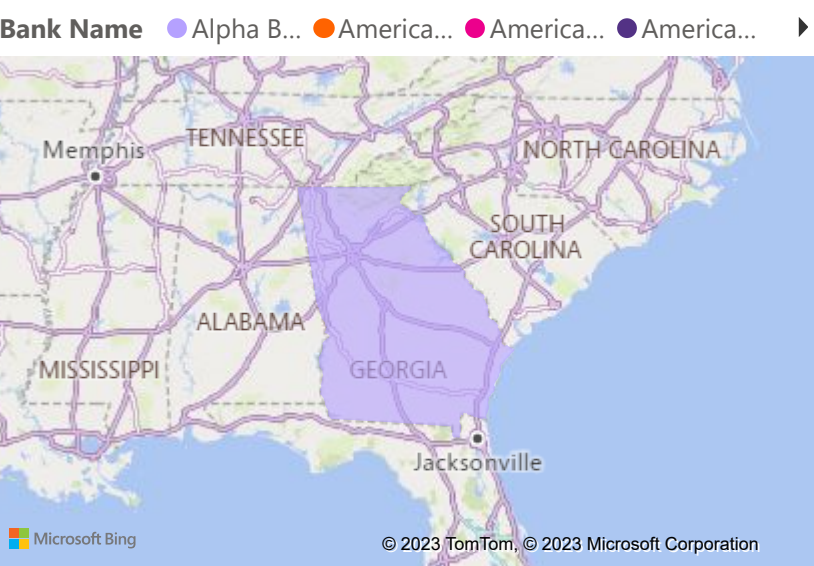 Bank Name Alpha B... America... America... America...
Memphis
TENNESSEE
NORTH CAROLINA
SOUTH
CAROLINA
ALABAMA
MISSISSIPPI
GEORGIA
Jacksonville
Microsoft Bing
© 2023 TomTom, © 2023 Microsoft Corporation